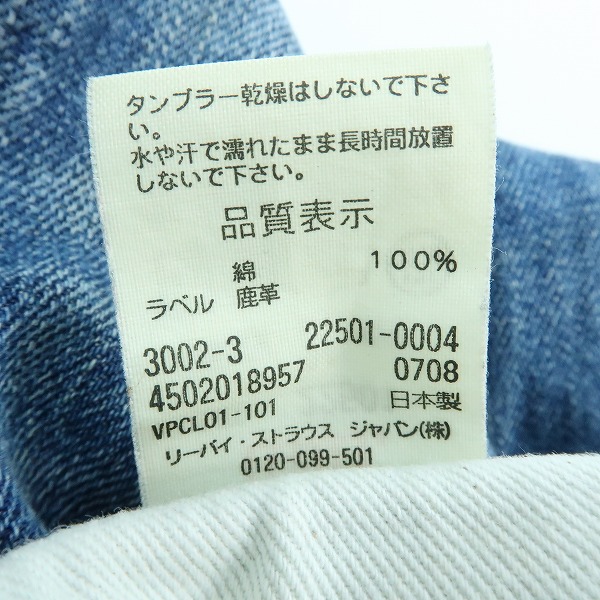 タンブラー乾燥はしないで下さ
い。
水や汗で濡れたまま長時間放置
しないで下さい。
品質表示
綿 100%
ラベル 鹿革
3002-3 22501-0004
4502018957 0708
VPCL01-101 日本製
リーバイ・ストラウス ジャパン(株)
0120-099-501